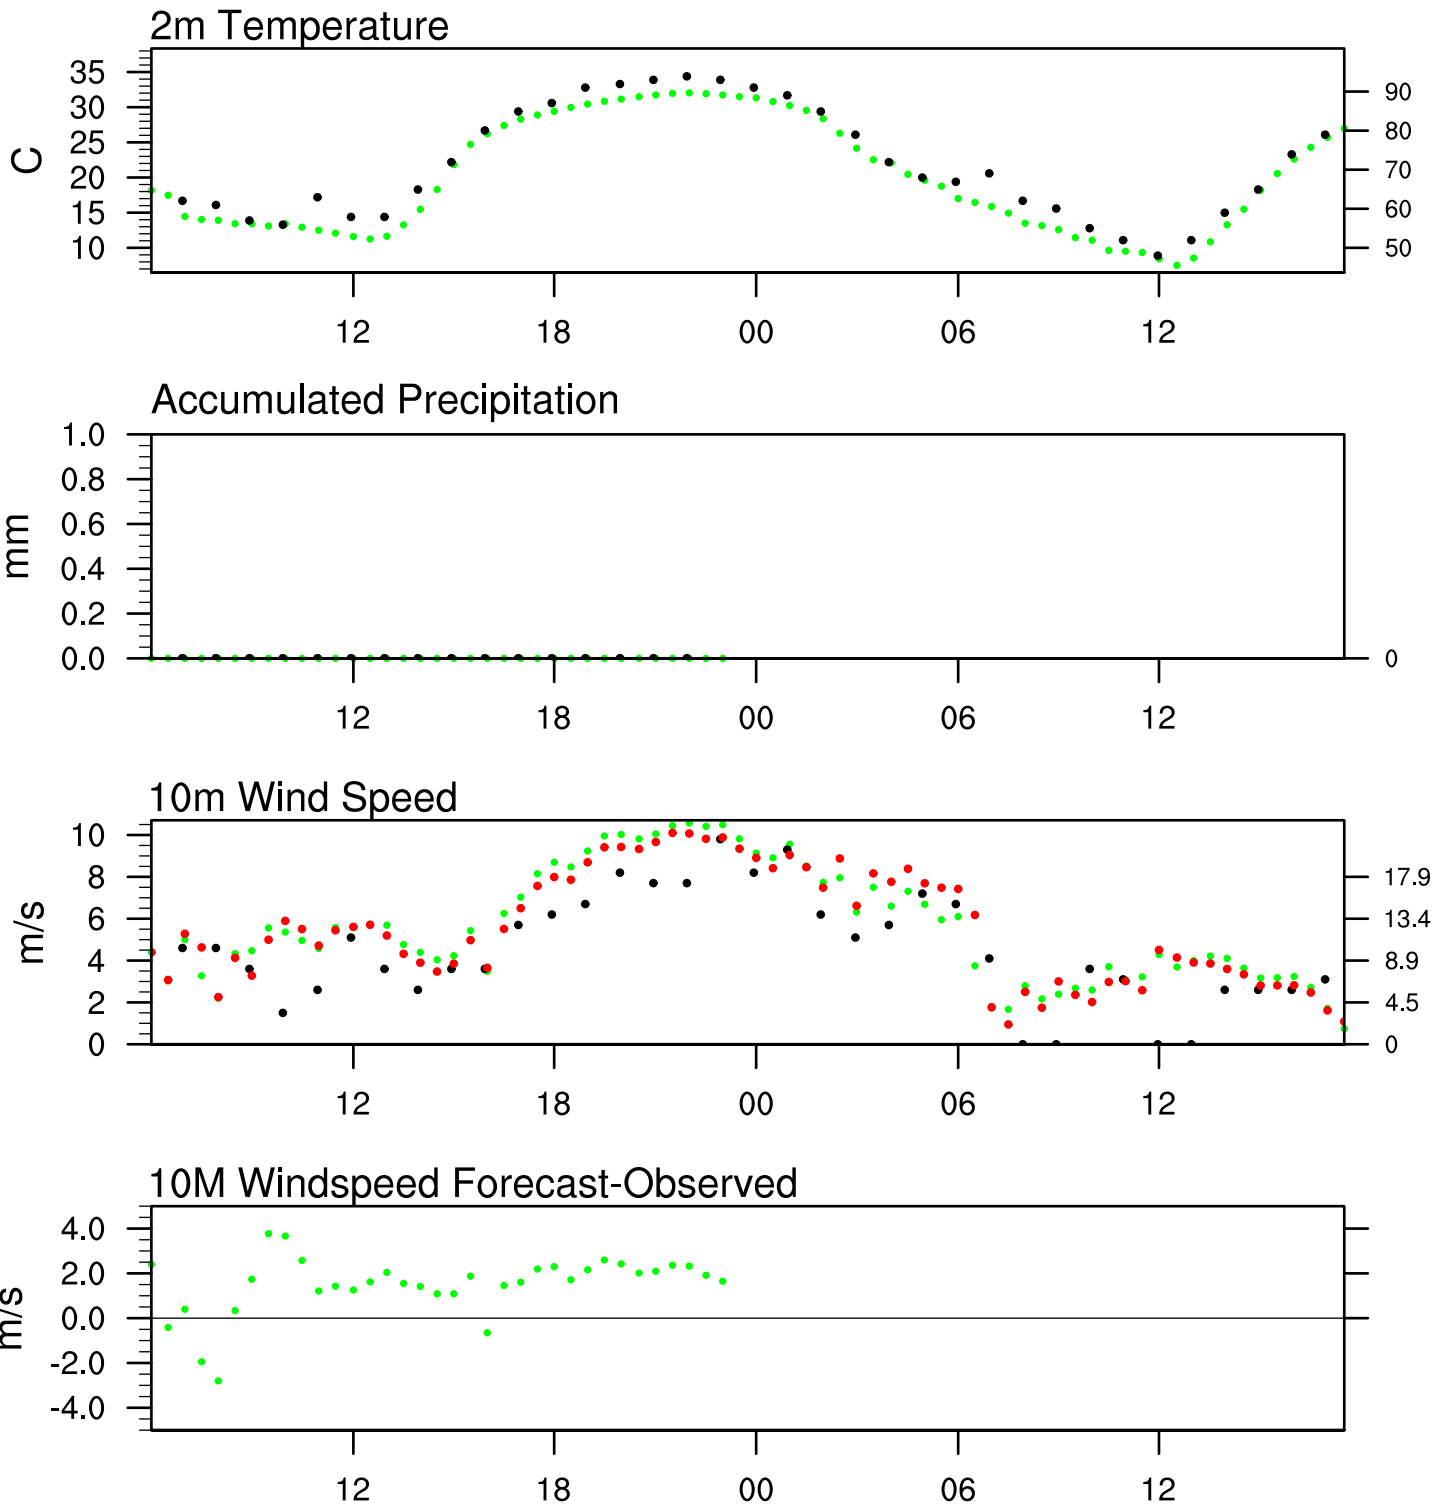 2m Temperature
C
35
30
25
20
15
10
90
80
70
60
50
12 18 00 06 12
Accumulated Precipitation
mm
1.0
0.8
0.6
0.4
0.2
0.0
0
12 18 00 06 12
10m Wind Speed
m/s
10
8
6
4
2
0
17.9
13.4
8.9
4.5
0
12 18 00 06 12
10M Windspeed Forecast-Observed
m/s
4.0
2.0
0.0
-2.0
-4.0
12 18 00 06 12